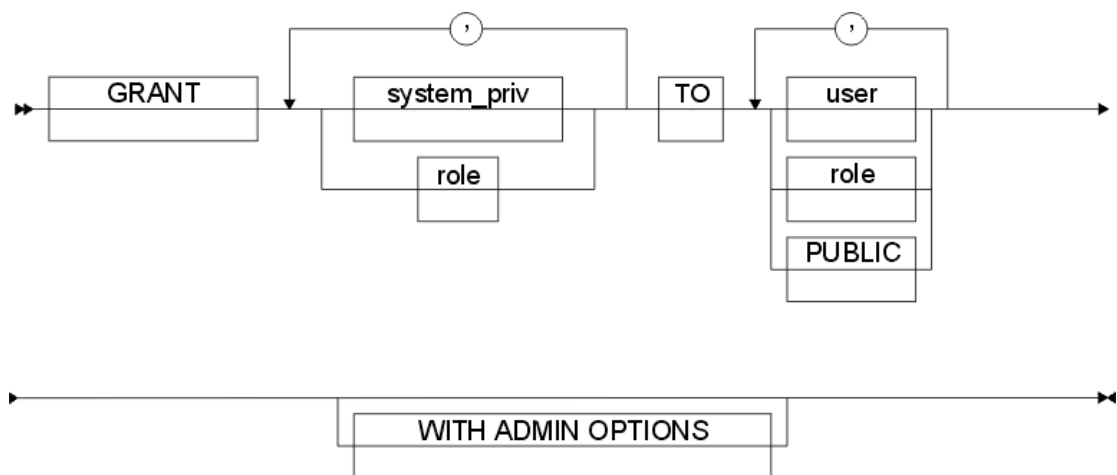 , ,
GRANT system_priv TO user
role role
PUBLIC
WITH ADMIN OPTIONS